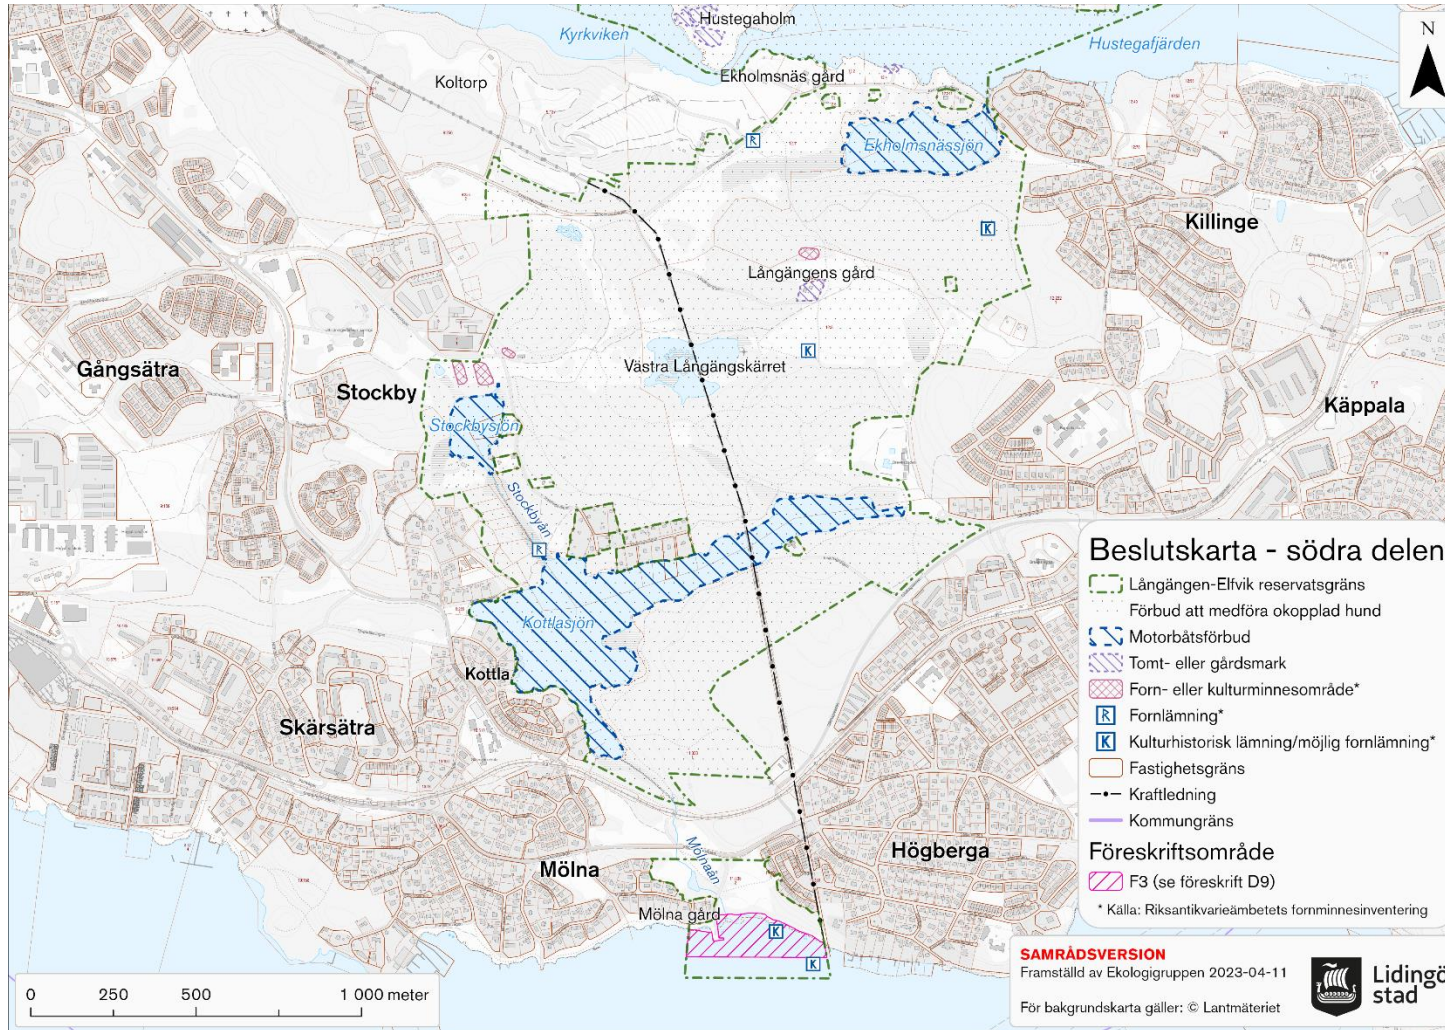 Hustegaholm
N
Kyrkviken
Hustegafjärden
Koltorp
Ekholmsnäs gård
R
Ekholmsnässjön
Killinge
K
Långängens gård
K
Västra Långängskärret
Gångsätra
Stockby
Käppala
Stockbysjön
Stockbyån
R
Kottlasjön
Kottla
Skärsätra
Mölna
Mölnaån
Högberga
Mölna gård
K
K
Beslutskarta - södra delen
Långängen-Elfvik reservatsgräns
Förbud att medföra okopplad hund
Motorbåtsförbud
Tomt- eller gårdsmark
Forn- eller kulturminnesområde*
R Fornlämning*
K Kulturhistorisk lämning/möjlig fornlämning*
Fastighetsgräns
Kraftledning
Kommungräns
Föreskriftsområde
F3 (se föreskrift D9)
* Källa: Riksantikvarieämbetets fornminnesinventering
SAMRÅDSVERSION
Framställd av Ekologigruppen 2023-04-11
För bakgrundskarta gäller: © Lantmäteriet
Lidingö
stad
0 250 500 1 000 meter